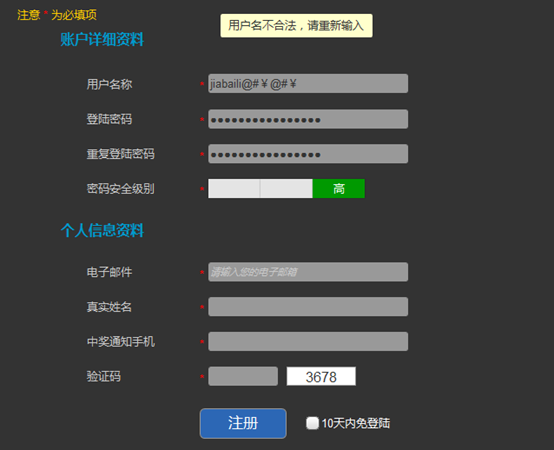 注意 * 为必填项
用户名不合法，请重新输入
账户详细资料
用户名称 * jiabaili@#￥@#￥
登陆密码 * ●●●●●●●●●●●●●●●●
重复登陆密码 * ●●●●●●●●●●●●●●●●
密码安全级别 * 高
个人信息资料
电子邮件 * 请输入您的电子邮箱
真实姓名 *
中奖通知手机 *
验证码 * 3678
注册 10天内免登陆